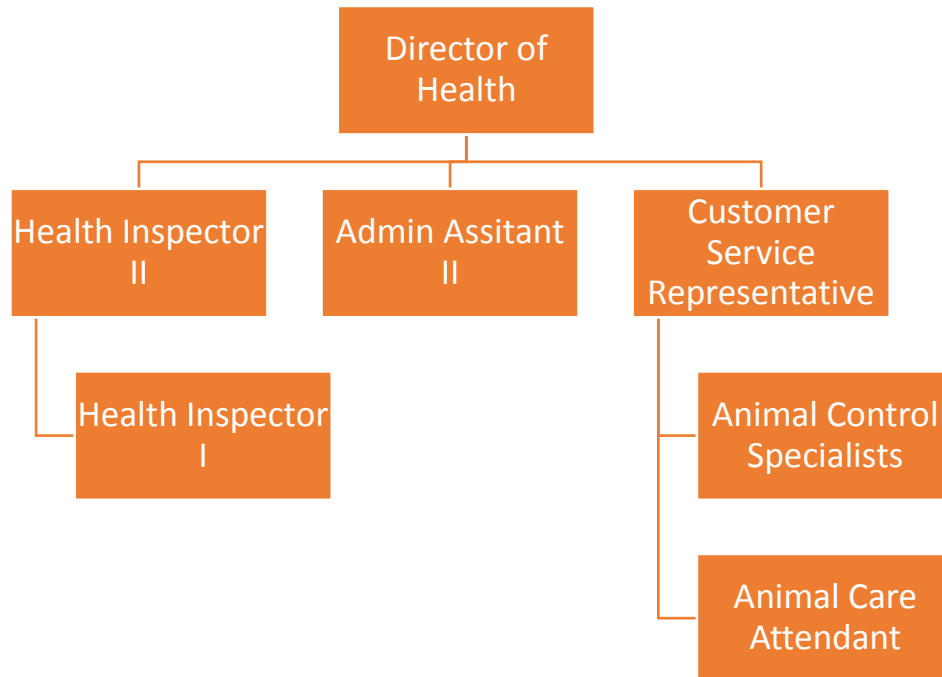 Director of
Health
Health Inspector
II
Admin Assitant
II
Customer
Service
Representative
Health Inspector
I
Animal Control
Specialists
Animal Care
Attendant